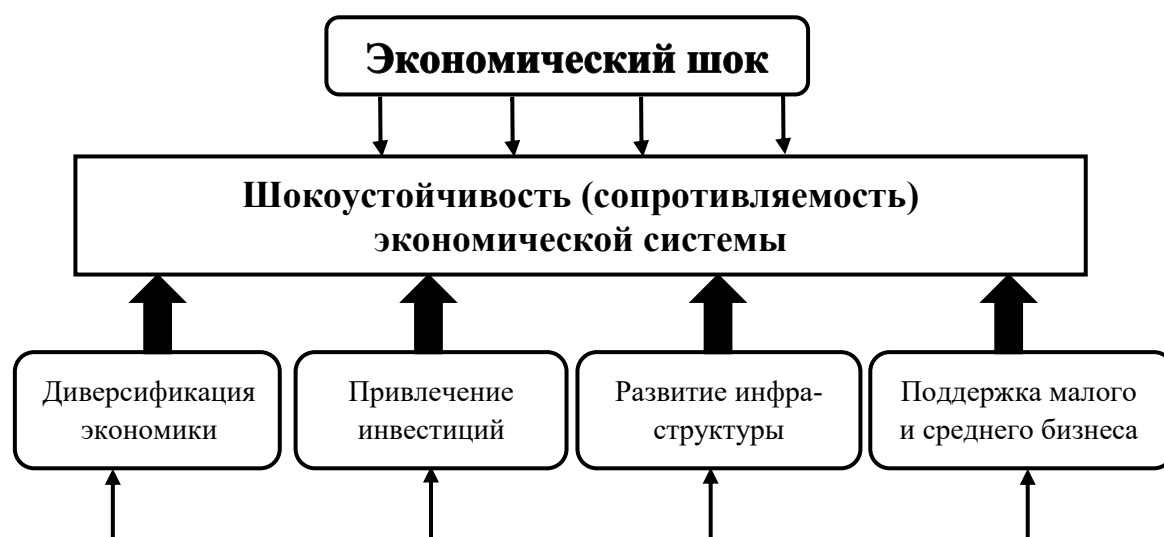 Экономический шок
Шокоустойчивость (сопротивляемость)
экономической системы
Диверсификация
экономики
Привлечение
инвестиций
Развитие инфра-
структуры
Поддержка малого
и среднего бизнеса